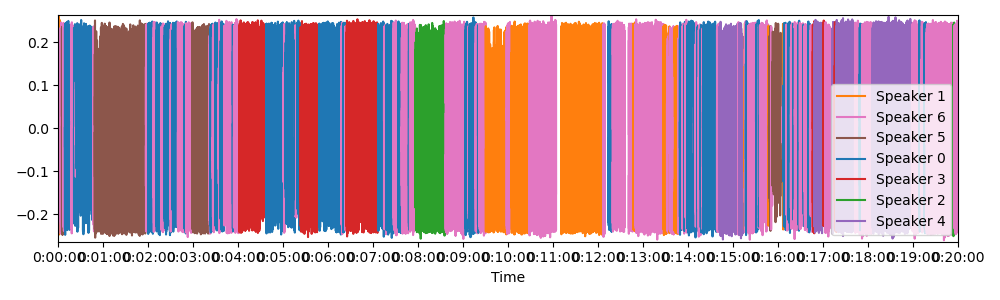 0.2
0.1
0.0
−0.1
−0.2
Speaker 1
Speaker 6
Speaker 5
Speaker 0
Speaker 3
Speaker 2
Speaker 4
0:00:00 0:01:00 0:02:00 0:03:00 0:04:00 0:05:00 0:06:00 0:07:00 0:08:00 0:09:00 0:10:00 0:11:00 0:12:00 0:13:00 0:14:00 0:15:00 0:16:00 0:17:00 0:18:00 0:19:00 0:20:00
Time